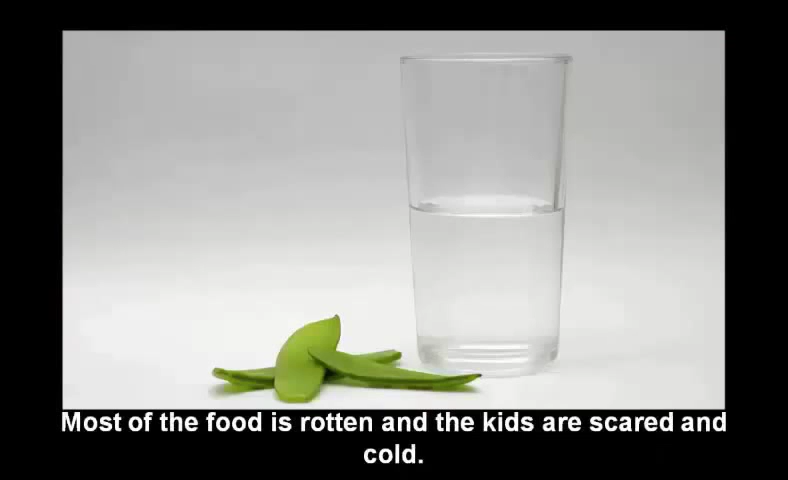 Most of the food is rotten and the kids are scared and
cold.